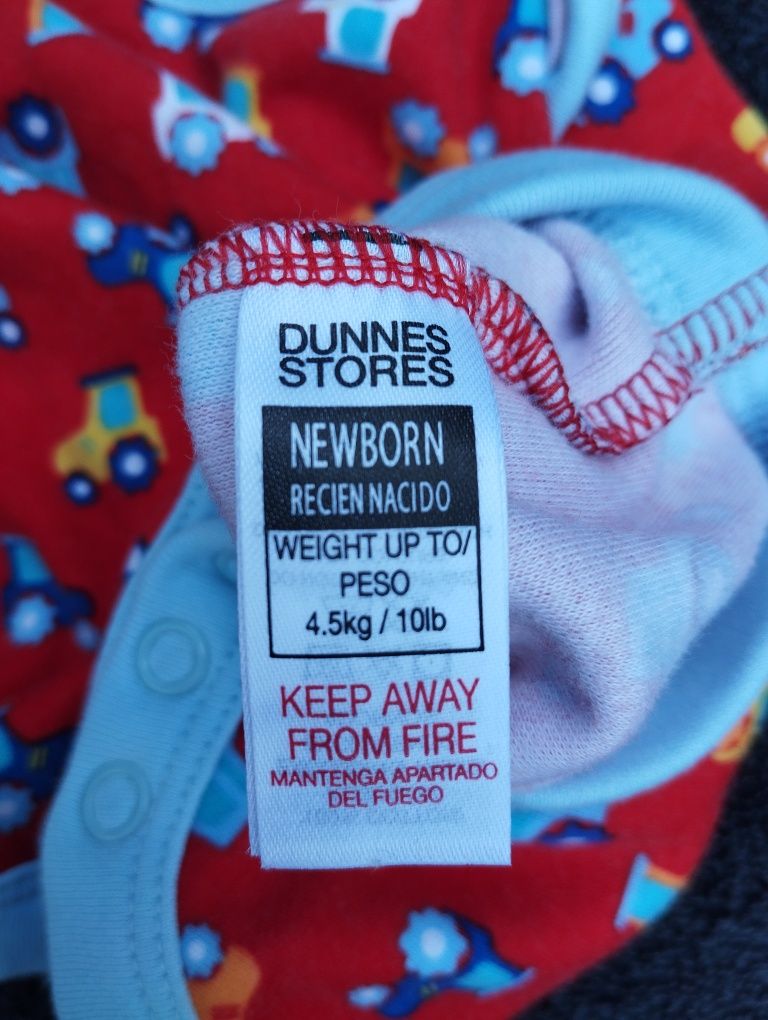 DUNNES
STORES
NEWBORN
RECIEN NACIDO
WEIGHT UP TO/
PESO
4.5kg / 10lb
KEEP AWAY
FROM FIRE
MANTENGA APARTADO
DEL FUEGO